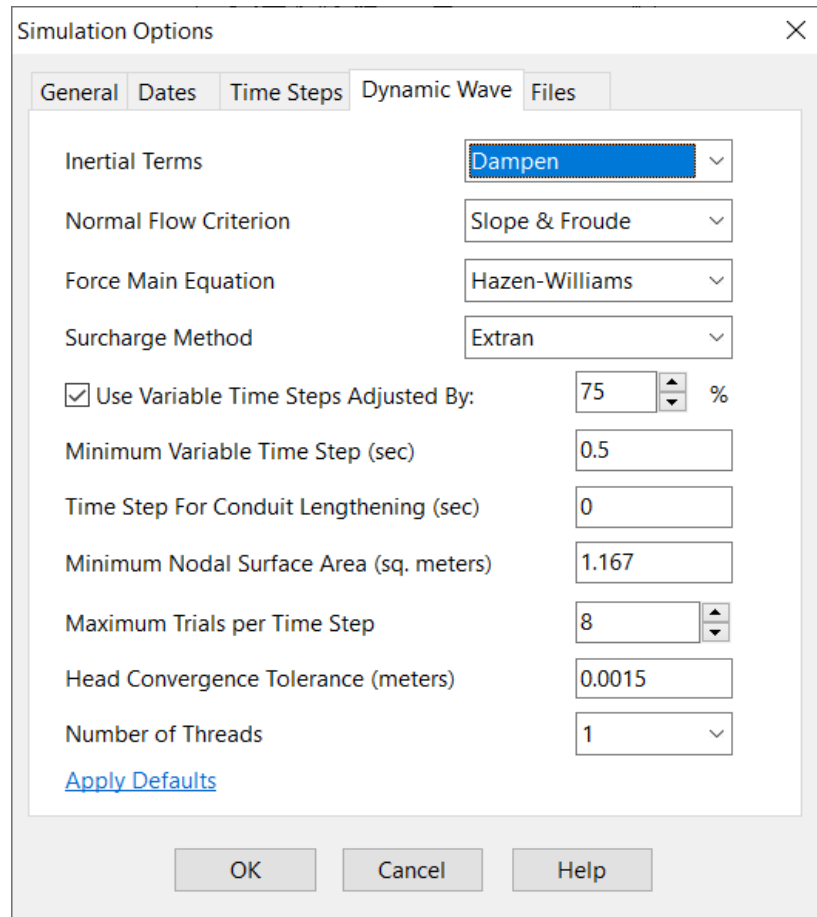 Simulation Options
General Dates Time Steps Dynamic Wave Files
Inertial Terms Dampen
Normal Flow Criterion Slope & Froude
Force Main Equation Hazen-Williams
Surcharge Method Extran
Use Variable Time Steps Adjusted By: 75 %
Minimum Variable Time Step (sec) 0.5
Time Step For Conduit Lengthening (sec) 0
Minimum Nodal Surface Area (sq. meters) 1.167
Maximum Trials per Time Step 8
Head Convergence Tolerance (meters) 0.0015
Number of Threads 1
Apply Defaults
OK Cancel Help